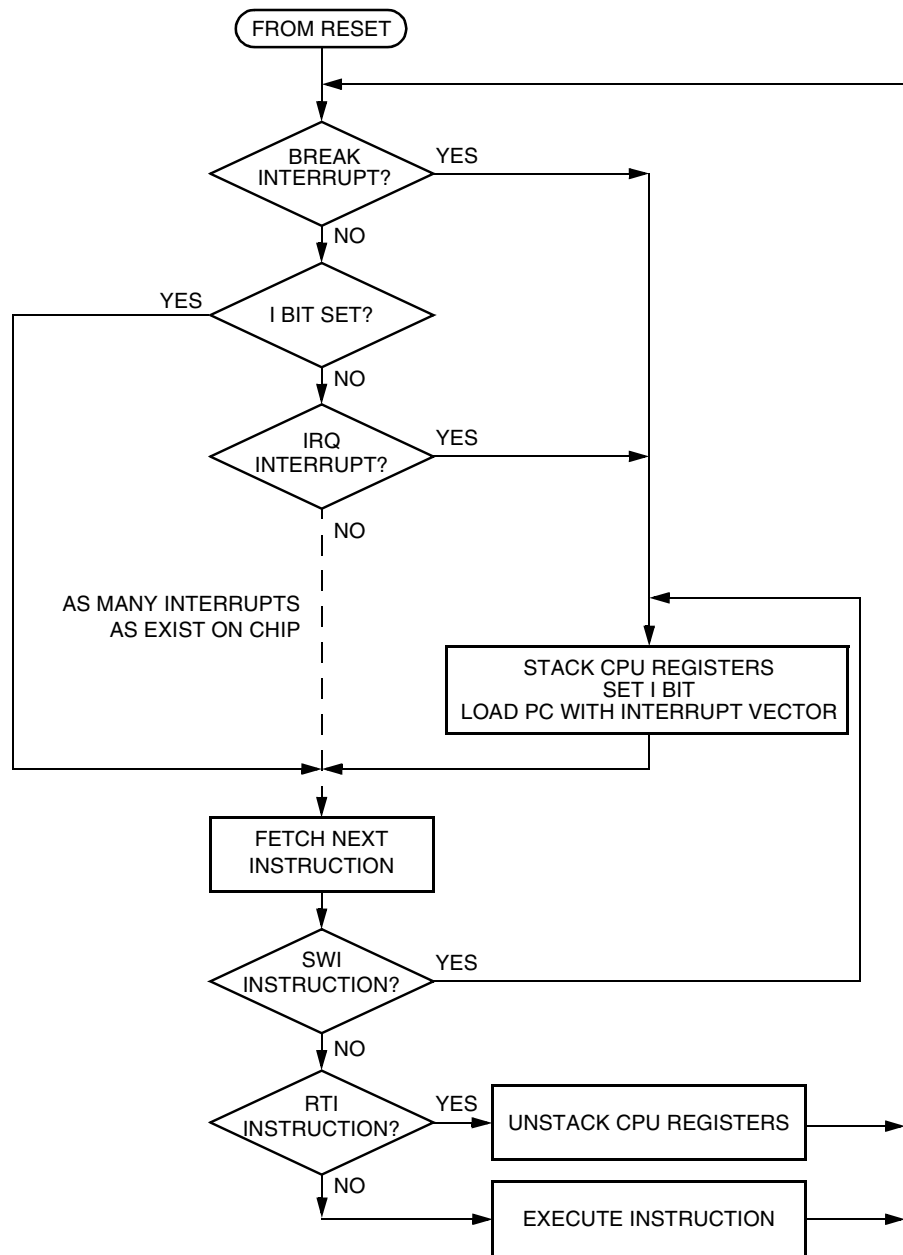 FROM RESET
BREAK
INTERRUPT?
YES
NO
YES
I BIT SET?
NO
IRQ
INTERRUPT?
YES
NO
AS MANY INTERRUPTS
AS EXIST ON CHIP
STACK CPU REGISTERS
SET I BIT
LOAD PC WITH INTERRUPT VECTOR
FETCH NEXT
INSTRUCTION
SWI
INSTRUCTION?
YES
NO
RTI
INSTRUCTION?
YES
UNSTACK CPU REGISTERS
NO
EXECUTE INSTRUCTION